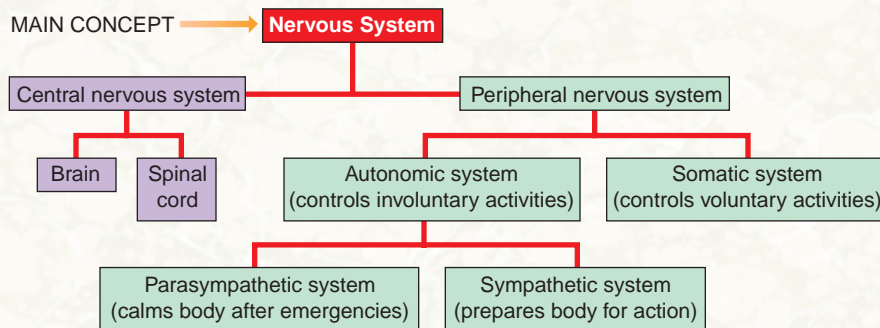 MAIN CONCEPT
Nervous System
Central nervous system
Peripheral nervous system
Brain
Spinal
cord
Autonomic system
(controls involuntary activities)
Somatic system
(controls voluntary activities)
Parasympathetic system
(calms body after emergencies)
Sympathetic system
(prepares body for action)